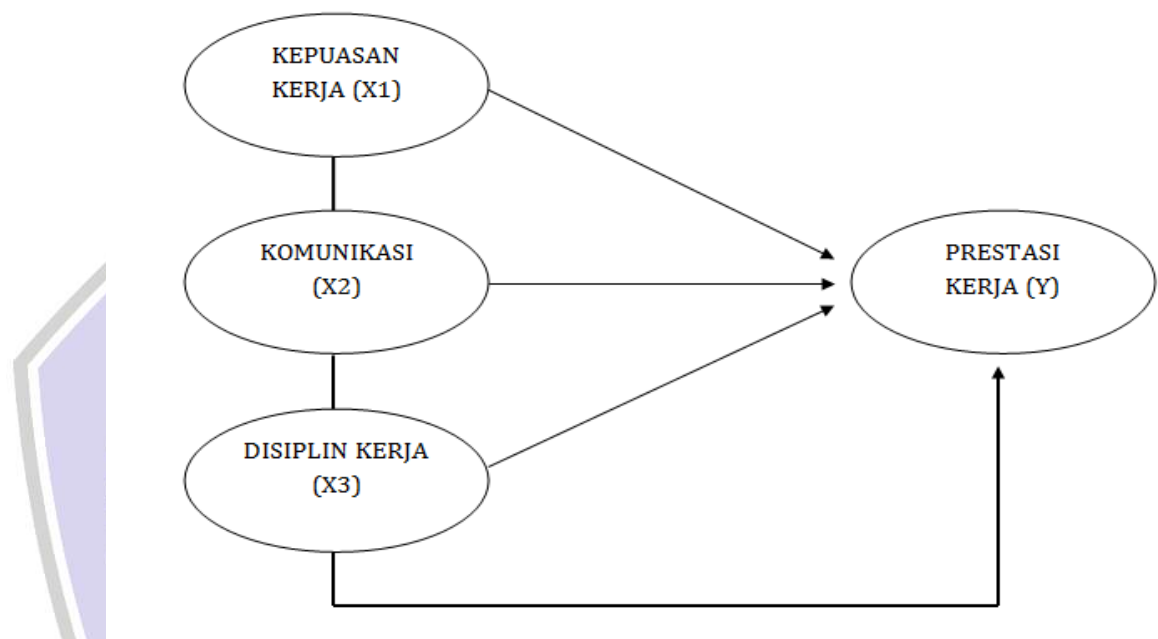 KEPUASAN
KERJA (X1)
KOMUNIKASI
(X2)
PRESTASI
KERJA (Y)
DISIPLIN KERJA
(X3)